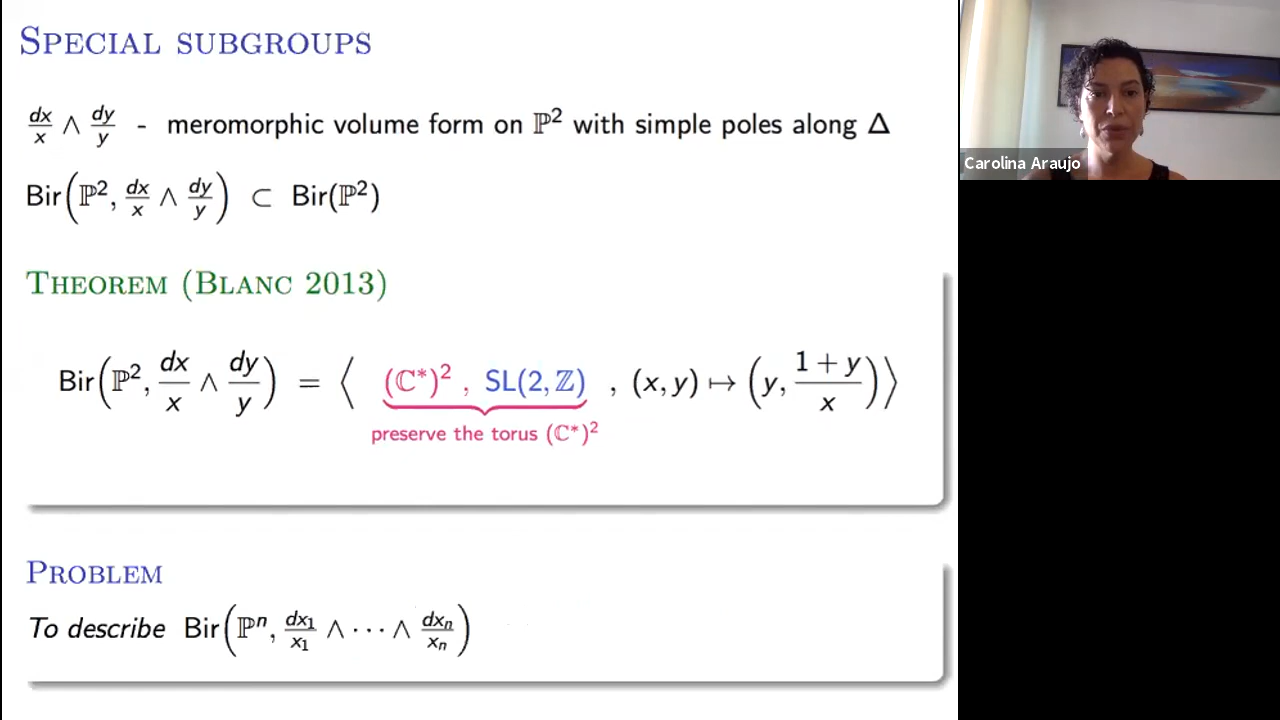 SPECIAL SUBGROUPS
dx/x ∧ dy/y - meromorphic volume form on ℙ² with simple poles along Δ
Bir(ℙ², dx/x ∧ dy/y) ⊂ Bir(ℙ²)
THEOREM (BLANC 2013)
Bir(ℙ², dx/x ∧ dy/y) = ⟨ (ℂ*)² , SL(2, ℤ) , (x, y) ↦ (y, (1 + y)/x) ⟩
preserve the torus (ℂ*)²
PROBLEM
To describe Bir(ℙⁿ, dx₁/x₁ ∧ ⋯ ∧ dxₙ/xₙ)
Carolina Araujo